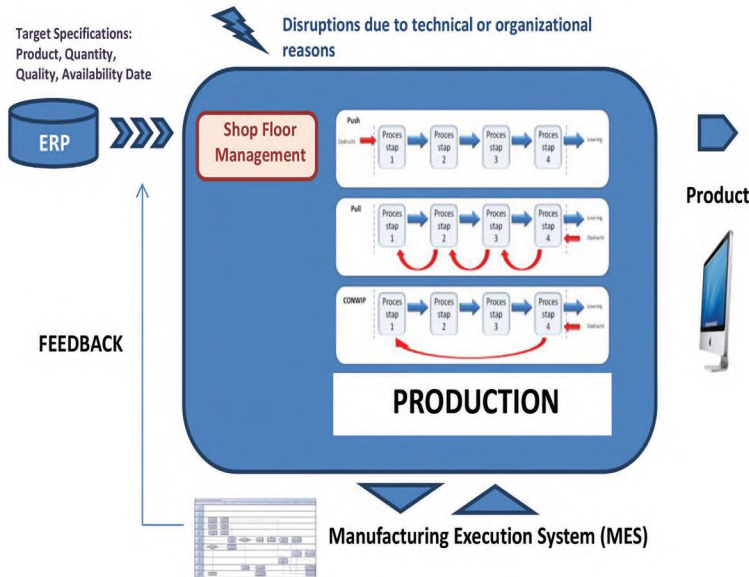 Target Specifications:
Product, Quantity,
Quality, Availability Date
Disruptions due to technical or organizational
reasons
ERP
Shop Floor
Management
Push
Opdracht
Proces
stap
1
Proces
stap
2
Proces
stap
3
Proces
stap
4
Levering
Pull
Proces
stap
1
Proces
stap
2
Proces
stap
3
Proces
stap
4
Levering
Opdracht
CONWIP
Proces
stap
1
Proces
stap
2
Proces
stap
3
Proces
stap
4
Levering
Opdracht
PRODUCTION
Product
FEEDBACK
Manufacturing Execution System (MES)